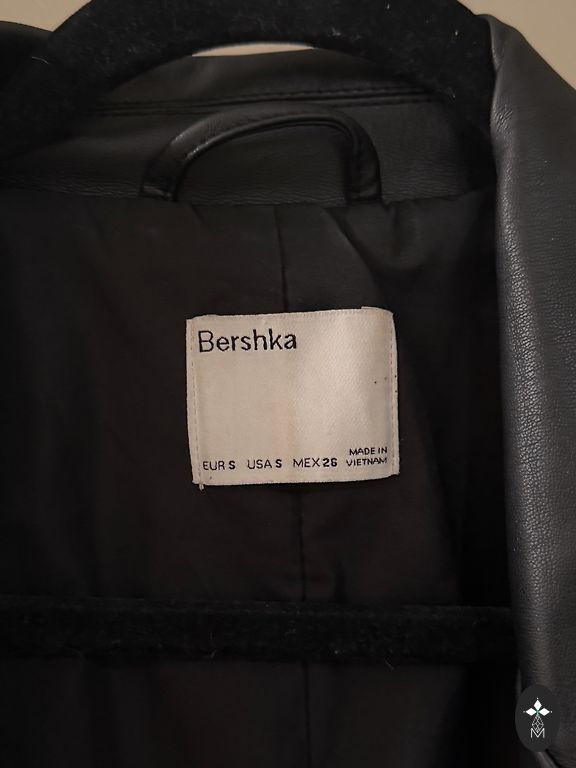 Bershka
MADE IN
EUR S USA S MEX 26 VIETNAM
M